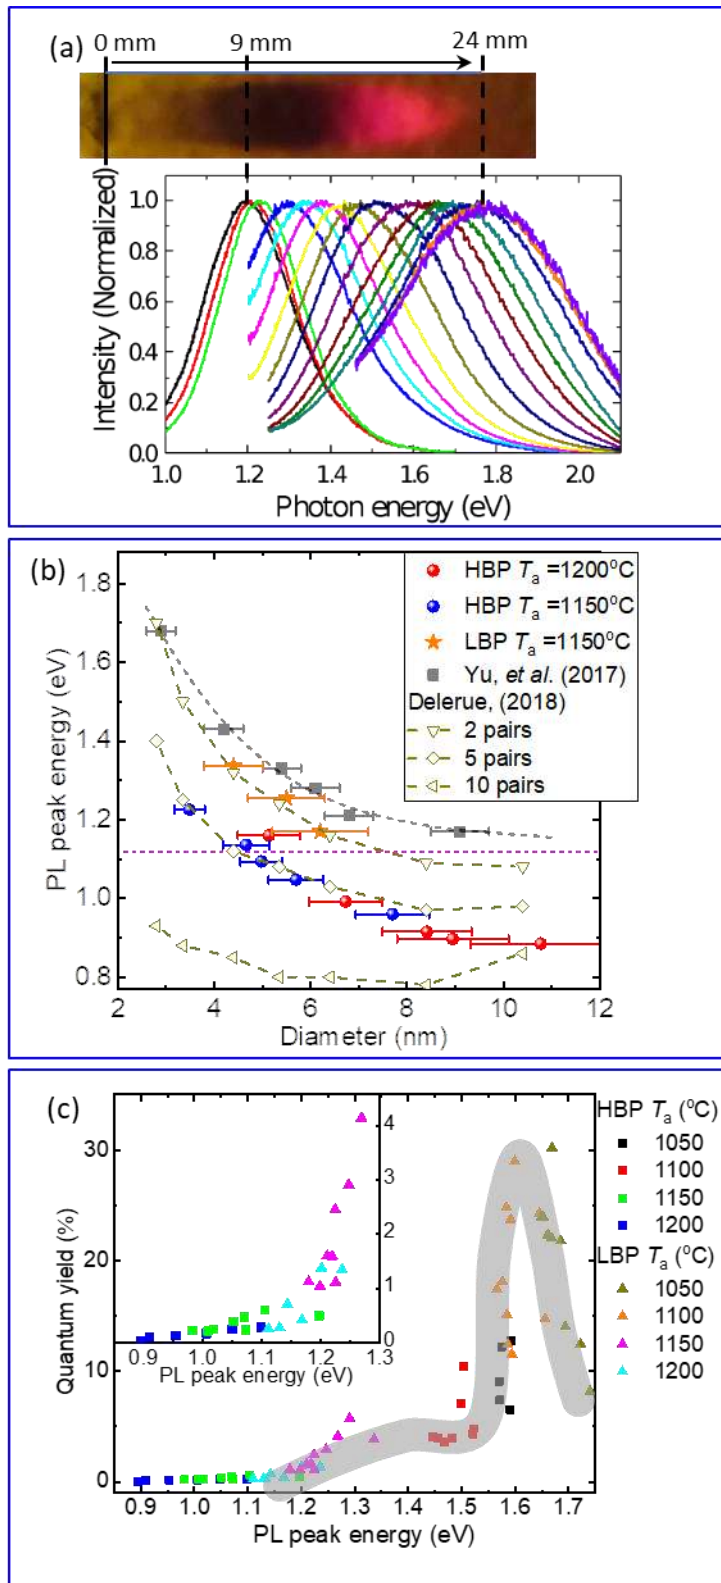 (a)
0 mm 9 mm 24 mm
Intensity (Normalized)
1.0
0.8
0.6
0.4
0.2
0.0
1.0 1.2 1.4 1.6 1.8 2.0
Photon energy (eV)
(b)
HBP Ta =1200°C
HBP Ta =1150°C
LBP Ta =1150°C
Yu, et al. (2017)
Delerue, (2018)
2 pairs
5 pairs
10 pairs
PL peak energy (eV)
1.8
1.6
1.4
1.2
1.0
0.8
2 4 6 8 10 12
Diameter (nm)
(c)
HBP Ta (°C)
1050
1100
1150
1200
LBP Ta (°C)
1050
1100
1150
1200
Quantum yield (%)
30
20
10
0
4
3
2
1
0
0.9 1.0 1.1 1.2 1.3
PL peak energy (eV)
0.9 1.0 1.1 1.2 1.3 1.4 1.5 1.6 1.7
PL peak energy (eV)